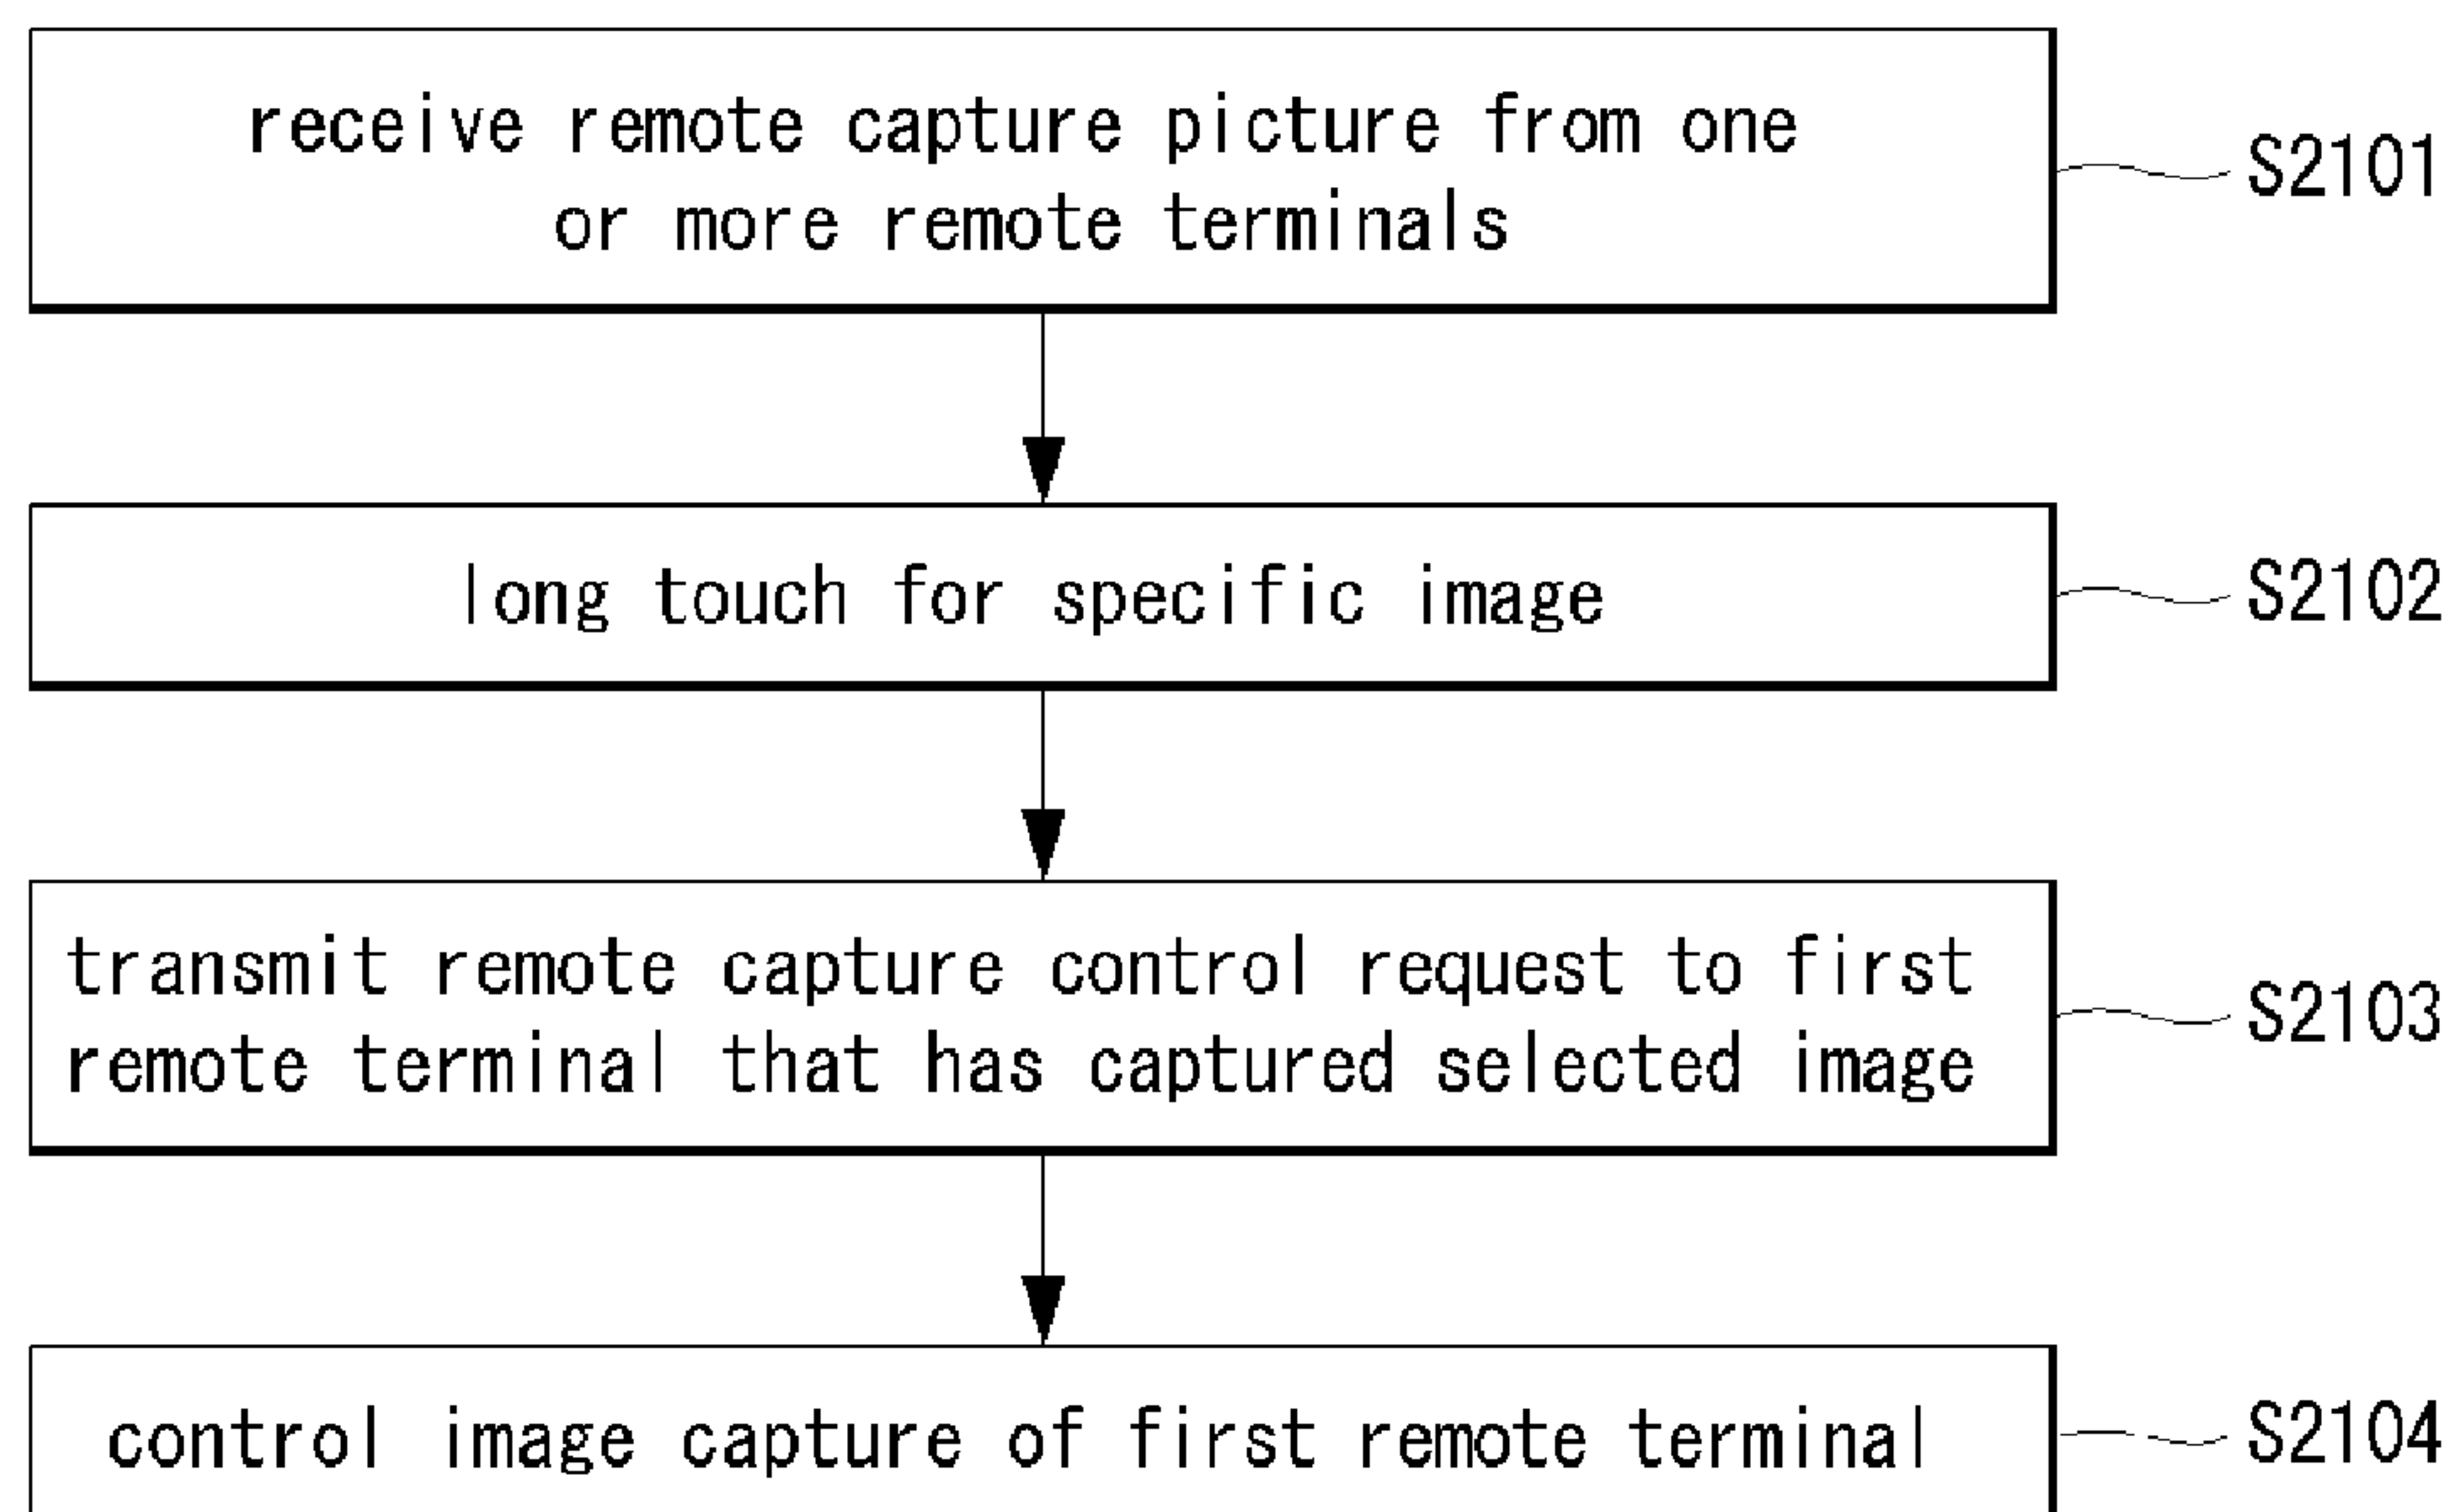 receive remote capture picture from one
or more remote terminals
S2101
long touch for specific image
S2102
transmit remote capture control request to first
remote terminal that has captured selected image
S2103
control image capture of first remote terminal
S2104